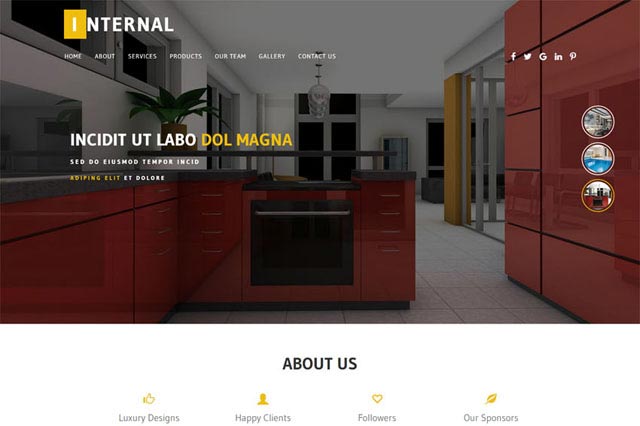 INTERNAL
HOME ABOUT SERVICES PRODUCTS OUR TEAM GALLERY CONTACT US
INCIDIT UT LABO DOL MAGNA
SED DO EIUSMOD TEMPOR INCID
ADIPING ELIT ET DOLORE
ABOUT US
Luxury Designs Happy Clients Followers Our Sponsors